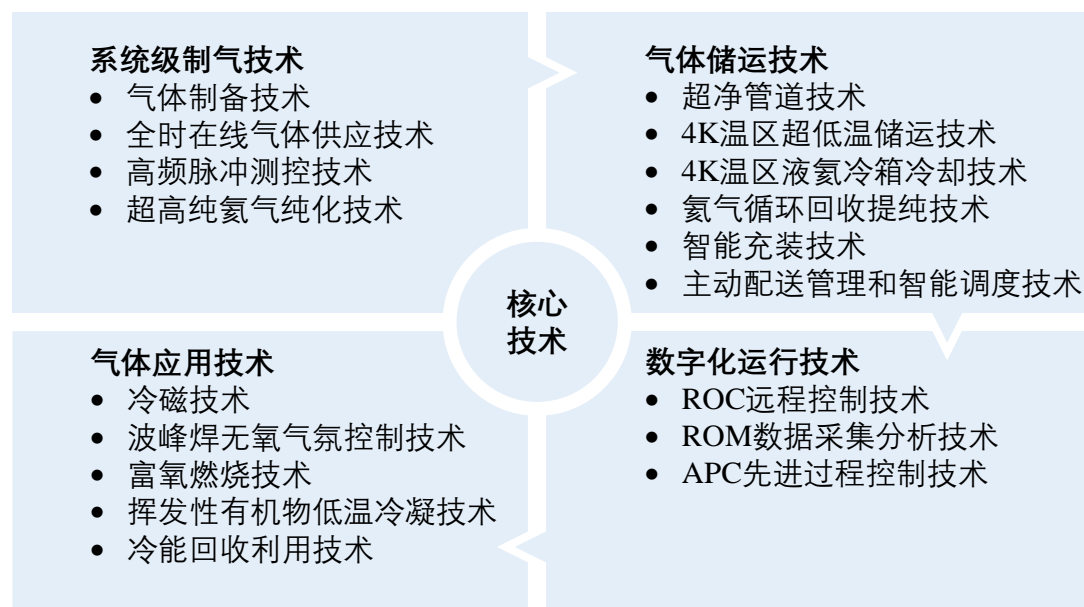 系统级制气技术
• 气体制备技术
• 全时在线气体供应技术
• 高频脉冲测控技术
• 超高纯氦气纯化技术
气体储运技术
• 超净管道技术
• 4K温区超低温储运技术
• 4K温区液氦冷箱冷却技术
• 氦气循环回收提纯技术
• 智能充装技术
• 主动配送管理和智能调度技术
核心
技术
气体应用技术
• 冷磁技术
• 波峰焊无氧气氛控制技术
• 富氧燃烧技术
• 挥发性有机物低温冷凝技术
• 冷能回收利用技术
数字化运行技术
• ROC远程控制技术
• ROM数据采集分析技术
• APC先进过程控制技术